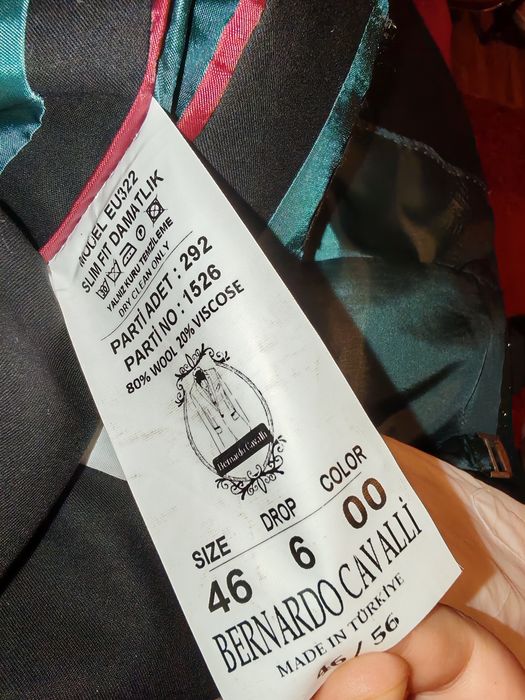 MODEL EU322
SLIM FIT DAMATLIK
YALNIZ KURU TEMİZLEME
DRY CLEAN ONLY
PARTİ ADET : 292
PARTİ NO : 1526
80% WOOL 20% VISCOSE
Bernardo Cavalli
SIZE DROP COLOR
46 6 00
BERNARDO CAVALLİ
MADE IN TÜRKİYE
46 / 56